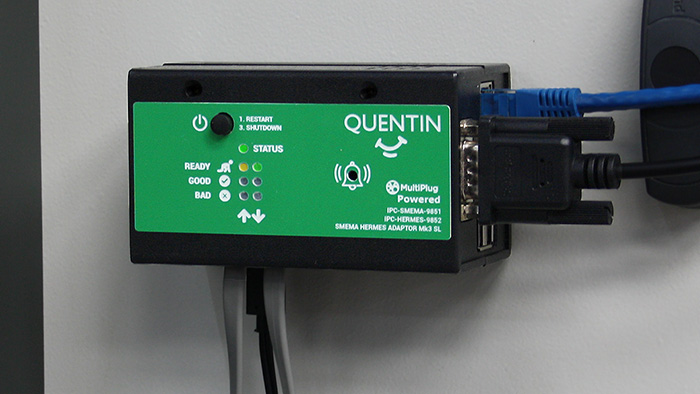 1. RESTART
3. SHUTDOWN
STATUS
READY
GOOD
BAD
QUENTIN
MultiPlug
Powered
IPC-SMEMA-9851
IPC-HERMES-9852
SMEMA HERMES ADAPTOR Mk3 SL